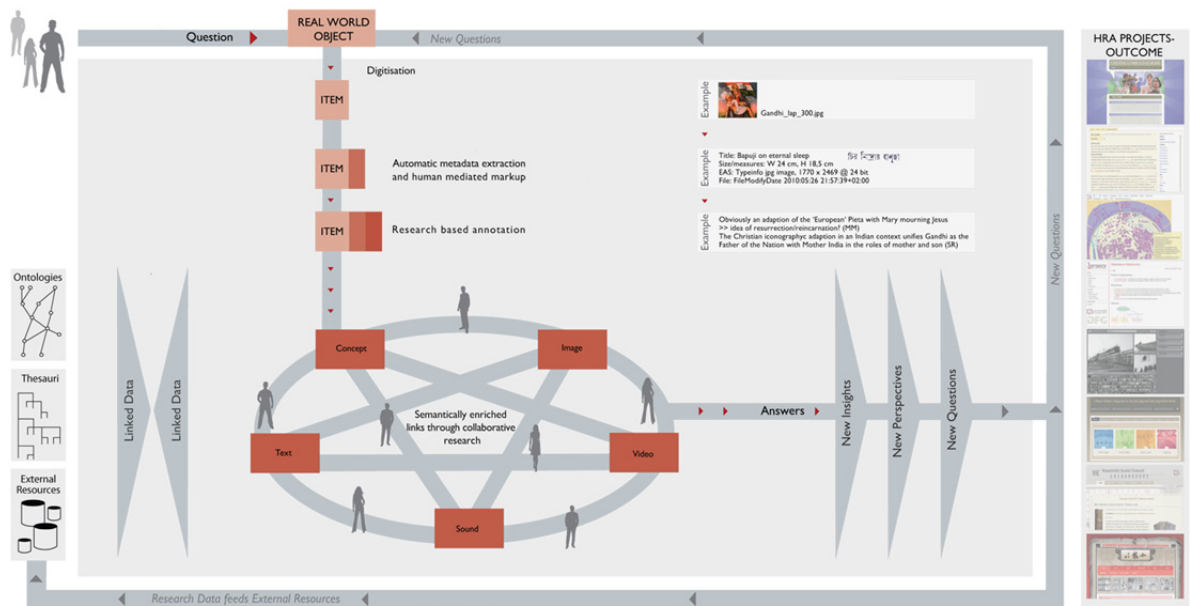 REAL WORLD
OBJECT
Question
New Questions
HRA PROJECTS-
OUTCOME
Digitisation
ITEM
Example
Gandhi_lap_300.jpg
ITEM
Automatic metadata extraction
and human mediated markup
Example
Title: Bapuji on eternal sleep
Size/measures: W 24 cm, H 18,5 cm
EAS: Typeinfo jpg image, 1770 x 2469 @ 24 bit
File: FileModifyDate 2010:05:26 21:57:39+02:00
ITEM
Research based annotation
Example
Obviously an adaption of the 'European' Pieta with Mary mourning Jesus
>> idea of resurrection/reincarnation? (MM)
The Christian iconographyc adaption in an Indian context unifies Gandhi as the
Father of the Nation with Mother India in the roles of mother and son (SR)
New Questions
Ontologies
Thesauri
External
Resources
Linked Data
Linked Data
Concept
Image
Semantically enriched
links through collaborative
research
Text
Video
Sound
Answers
New Insights
New Perspectives
New Questions
Research Data feeds External Resources